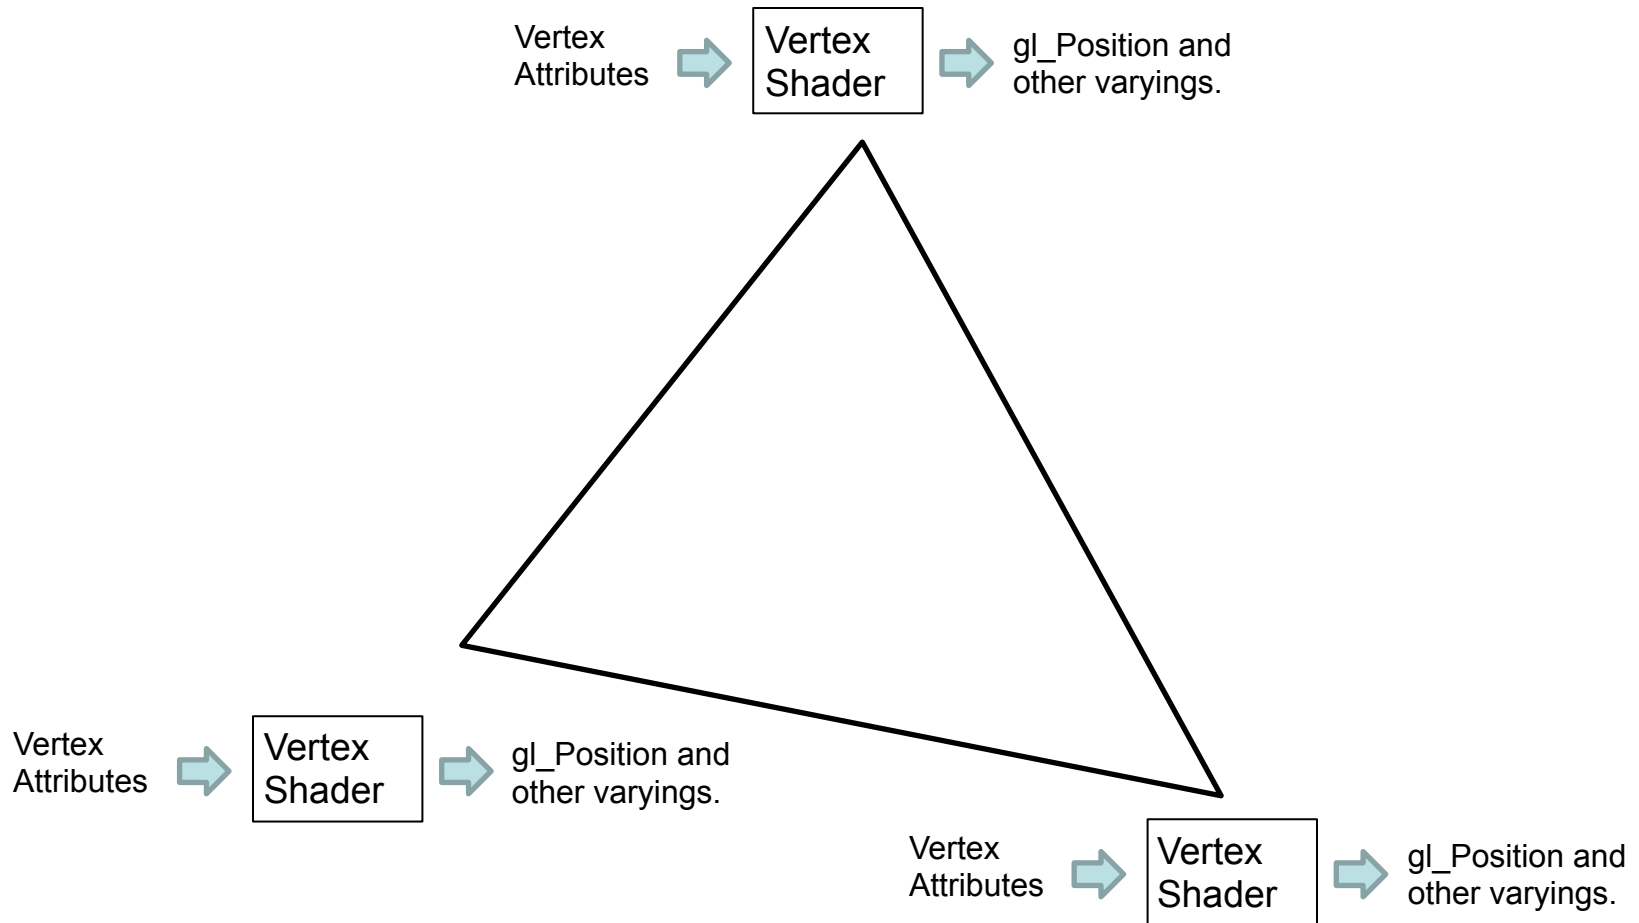 Vertex
Attributes
Vertex
Shader
gl_Position and
other varyings.
Vertex
Attributes
Vertex
Shader
gl_Position and
other varyings.
Vertex
Attributes
Vertex
Shader
gl_Position and
other varyings.